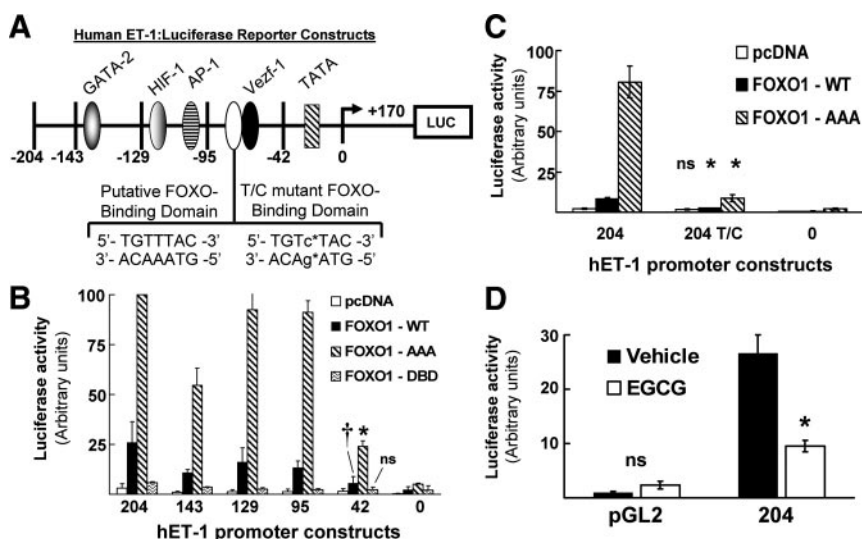 A
Human ET-1:Luciferase Reporter Constructs
GATA-2
HIF-1
AP-1
Vezf-1
TATA
+170
LUC
-204 -143 -129 -95 -42 0
Putative FOXO-
Binding Domain
5'- TGTTTAC -3'
3'- ACAAATG -5'
T/C mutant FOXO-
Binding Domain
5'- TGTc*TAC -3'
3'- ACAg*ATG -5'
B
Luciferase activity
(Arbitrary units)
100
75
50
25
pcDNA
FOXO1 - WT
FOXO1 - AAA
FOXO1 - DBD
† * ns
204 143 129 95 42 0
hET-1 promoter constructs
C
Luciferase activity
(Arbitrary units)
100
75
50
25
pcDNA
FOXO1 - WT
FOXO1 - AAA
ns * *
204 204 T/C 0
hET-1 promoter constructs
D
Luciferase activity
(Arbitrary units)
30
20
10
Vehicle
EGCG
ns
*
pGL2 204